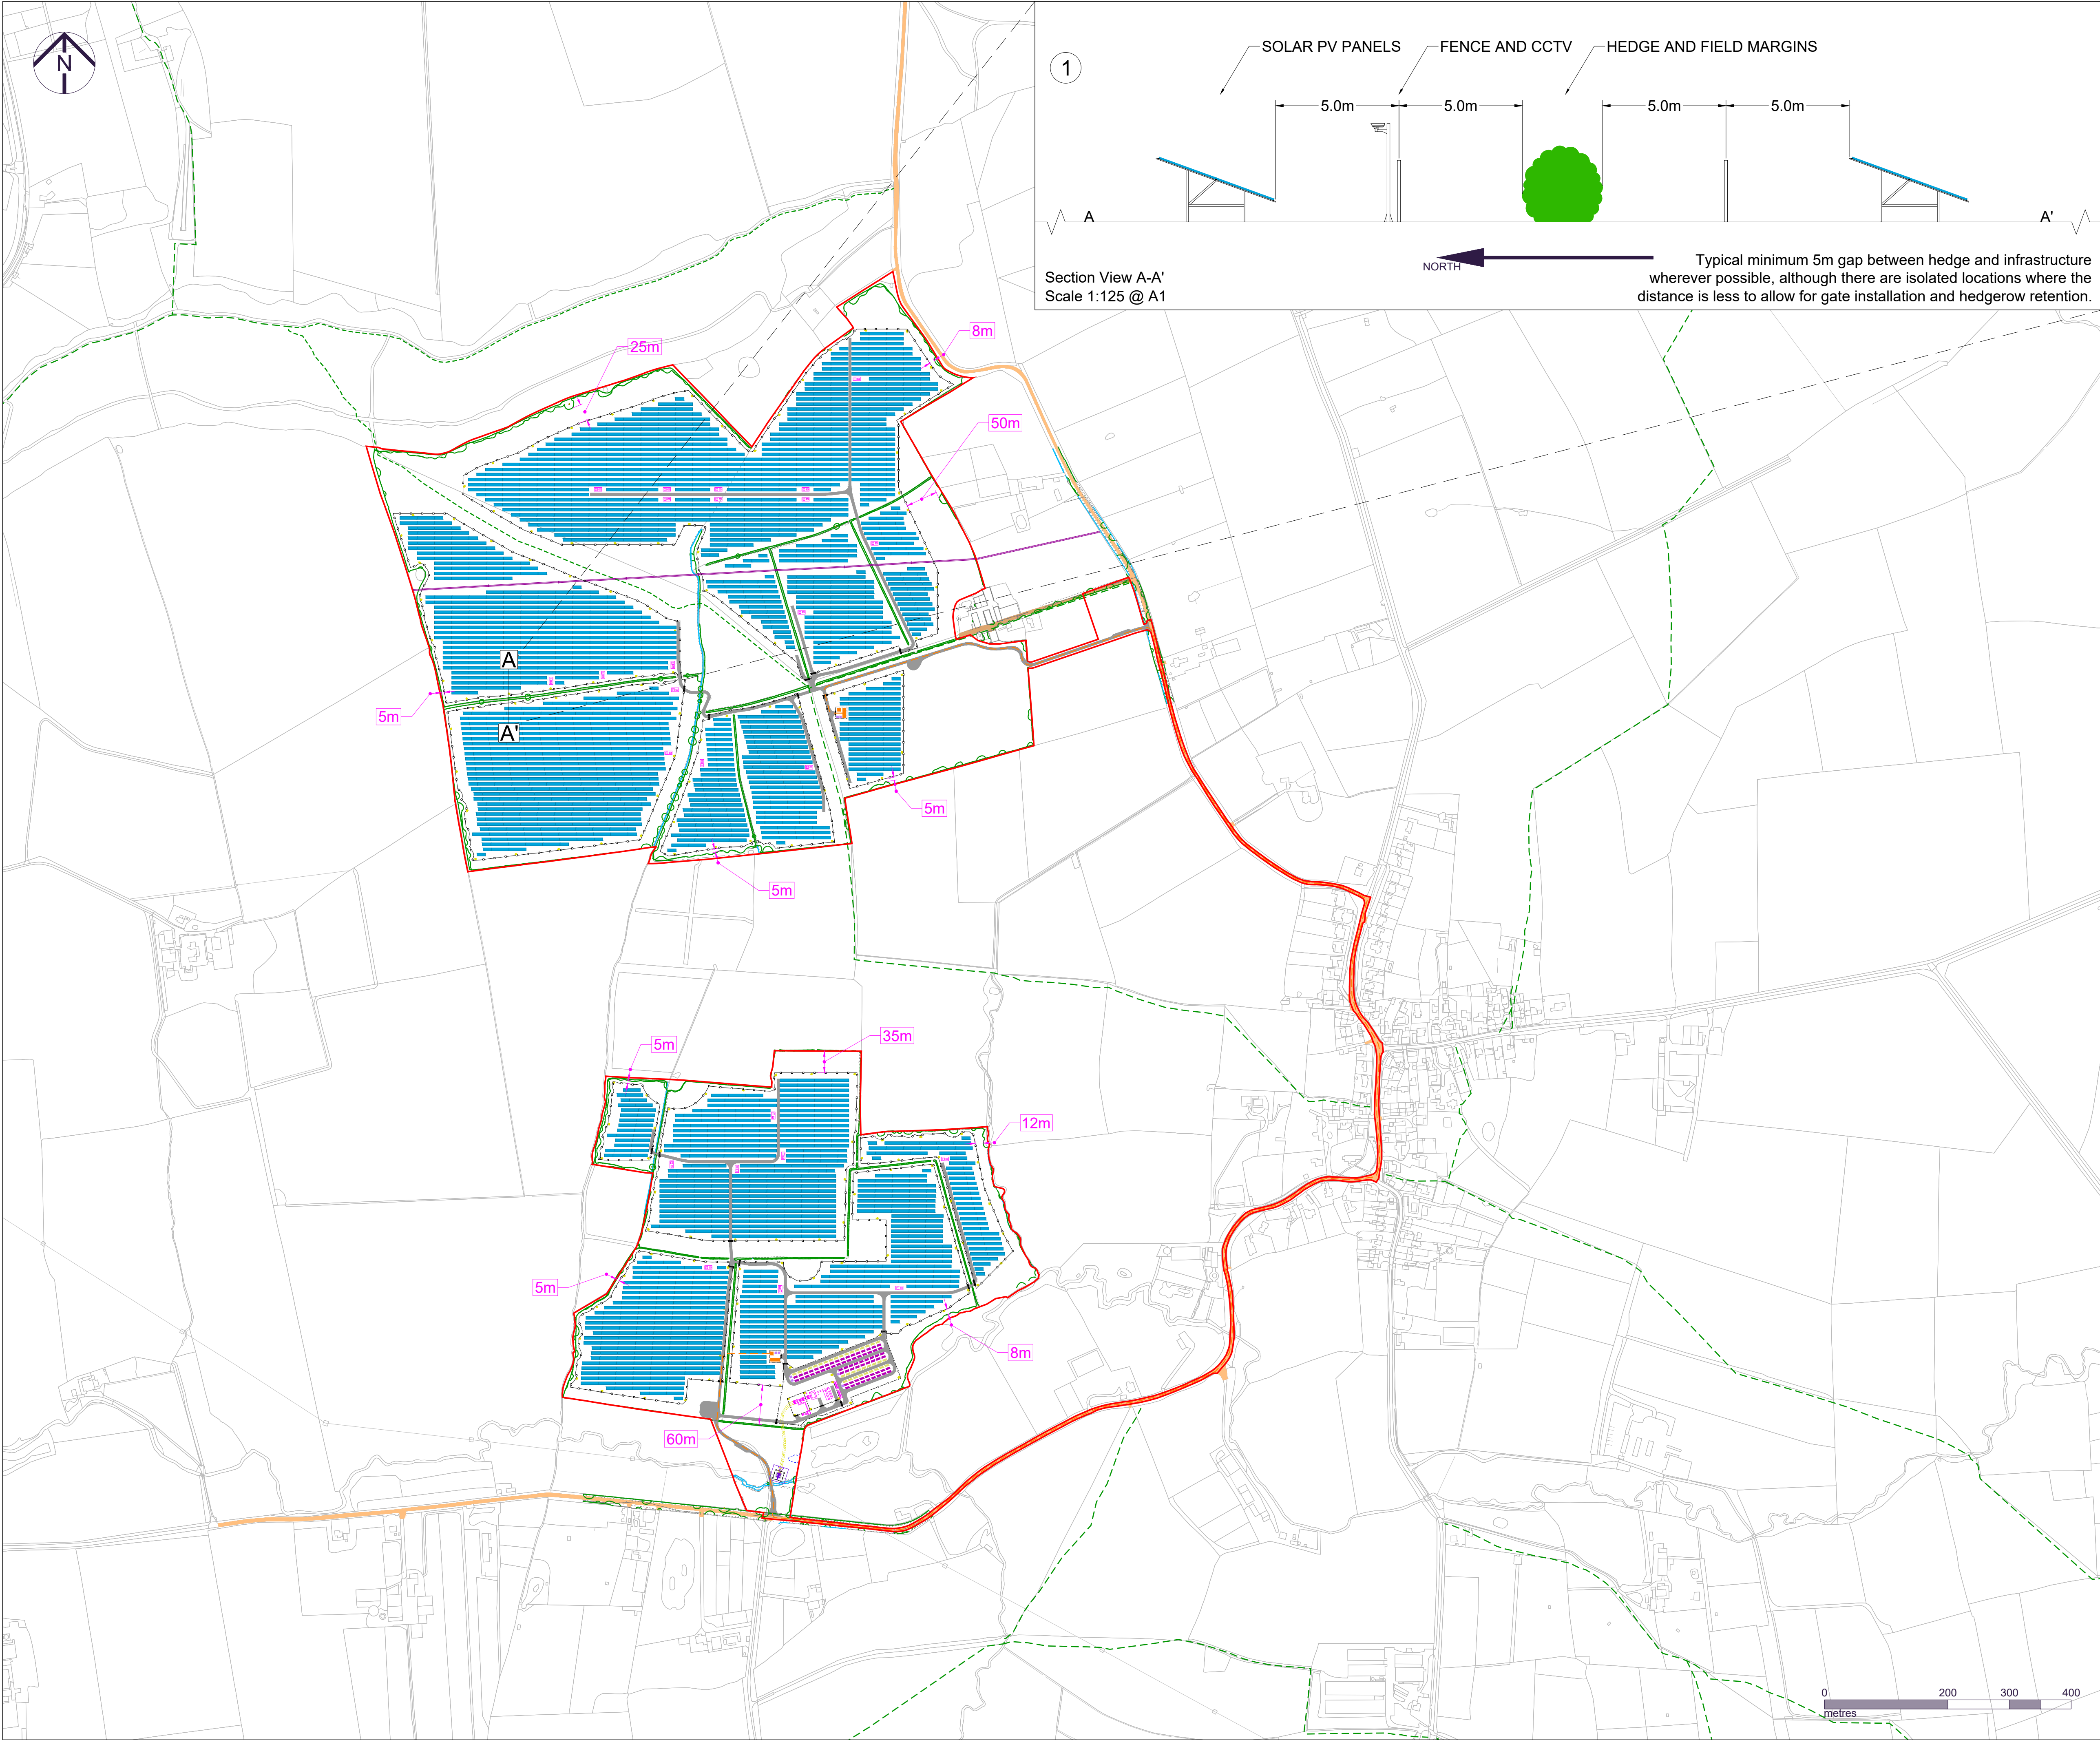 N
1
SOLAR PV PANELS
FENCE AND CCTV
HEDGE AND FIELD MARGINS
5.0m
5.0m
5.0m
5.0m
A
A'
NORTH
Section View A-A'
Scale 1:125 @ A1
Typical minimum 5m gap between hedge and infrastructure
wherever possible, although there are isolated locations where the
distance is less to allow for gate installation and hedgerow retention.
8m
25m
50m
A
5m
A'
5m
5m
35m
5m
12m
5m
8m
60m
0
200
300
400
metres